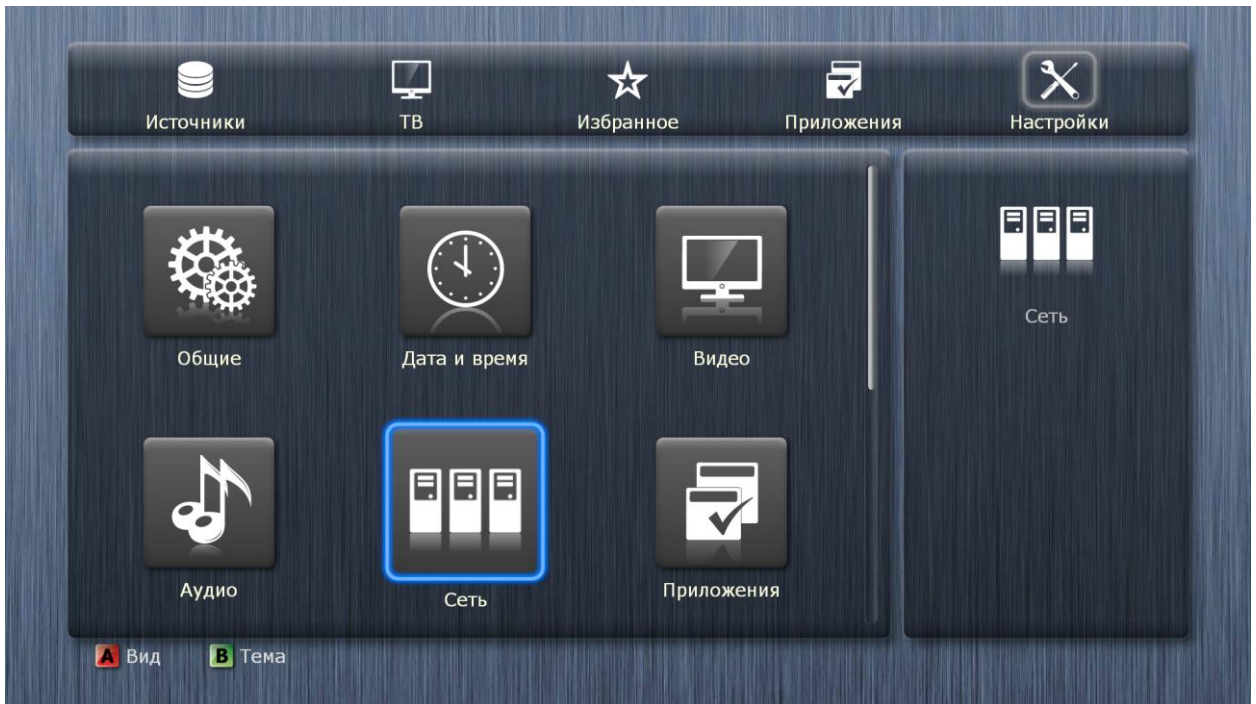 Источники
ТВ
Избранное
Приложения
Настройки
Общие
Дата и время
Видео
Сеть
Аудио
Сеть
Приложения
A Вид
B Тема